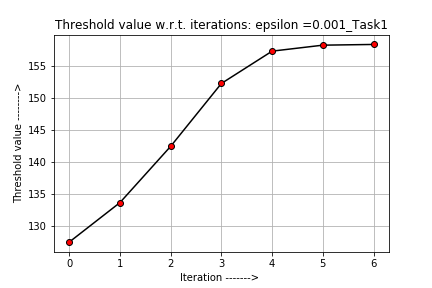 Threshold value w.r.t. iterations: epsilon =0.001_Task1
Threshold value -------->
155
150
145
140
135
130
0 1 2 3 4 5 6
Iteration ------->